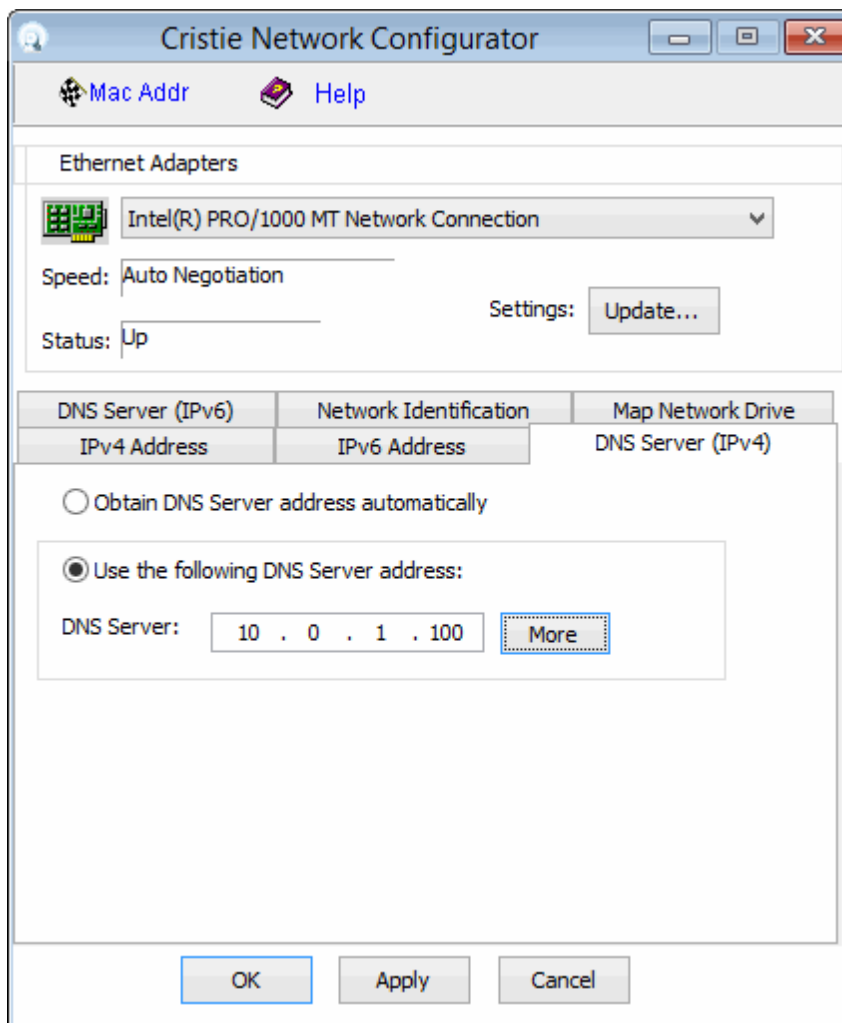 Cristie Network Configurator
Mac Addr Help
Ethernet Adapters
Intel(R) PRO/1000 MT Network Connection
Speed: Auto Negotiation
Settings: Update...
Status: Up
DNS Server (IPv6) Network Identification Map Network Drive
IPv4 Address IPv6 Address DNS Server (IPv4)
Obtain DNS Server address automatically
Use the following DNS Server address:
DNS Server: 10 . 0 . 1 . 100 More
OK Apply Cancel